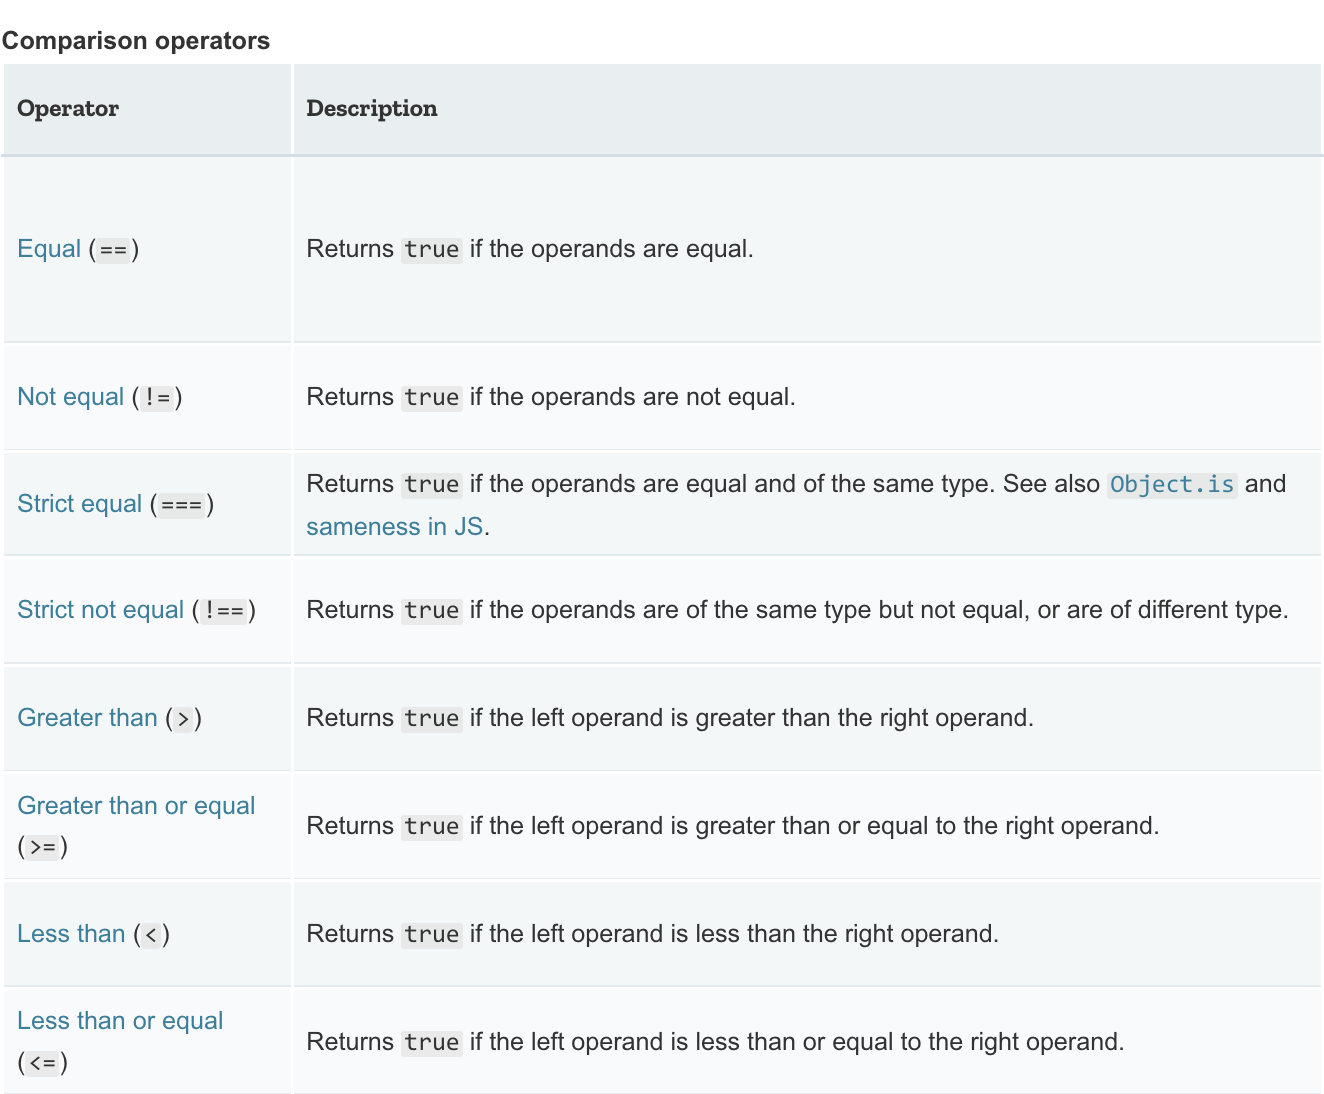 Comparison operators
Operator Description
Equal (==) Returns true if the operands are equal.
Not equal (!=) Returns true if the operands are not equal.
Strict equal (===) Returns true if the operands are equal and of the same type. See also Object.is and
sameness in JS.
Strict not equal (!==) Returns true if the operands are of the same type but not equal, or are of different type.
Greater than (>) Returns true if the left operand is greater than the right operand.
Greater than or equal
(>=) Returns true if the left operand is greater than or equal to the right operand.
Less than (<) Returns true if the left operand is less than the right operand.
Less than or equal
(<=) Returns true if the left operand is less than or equal to the right operand.